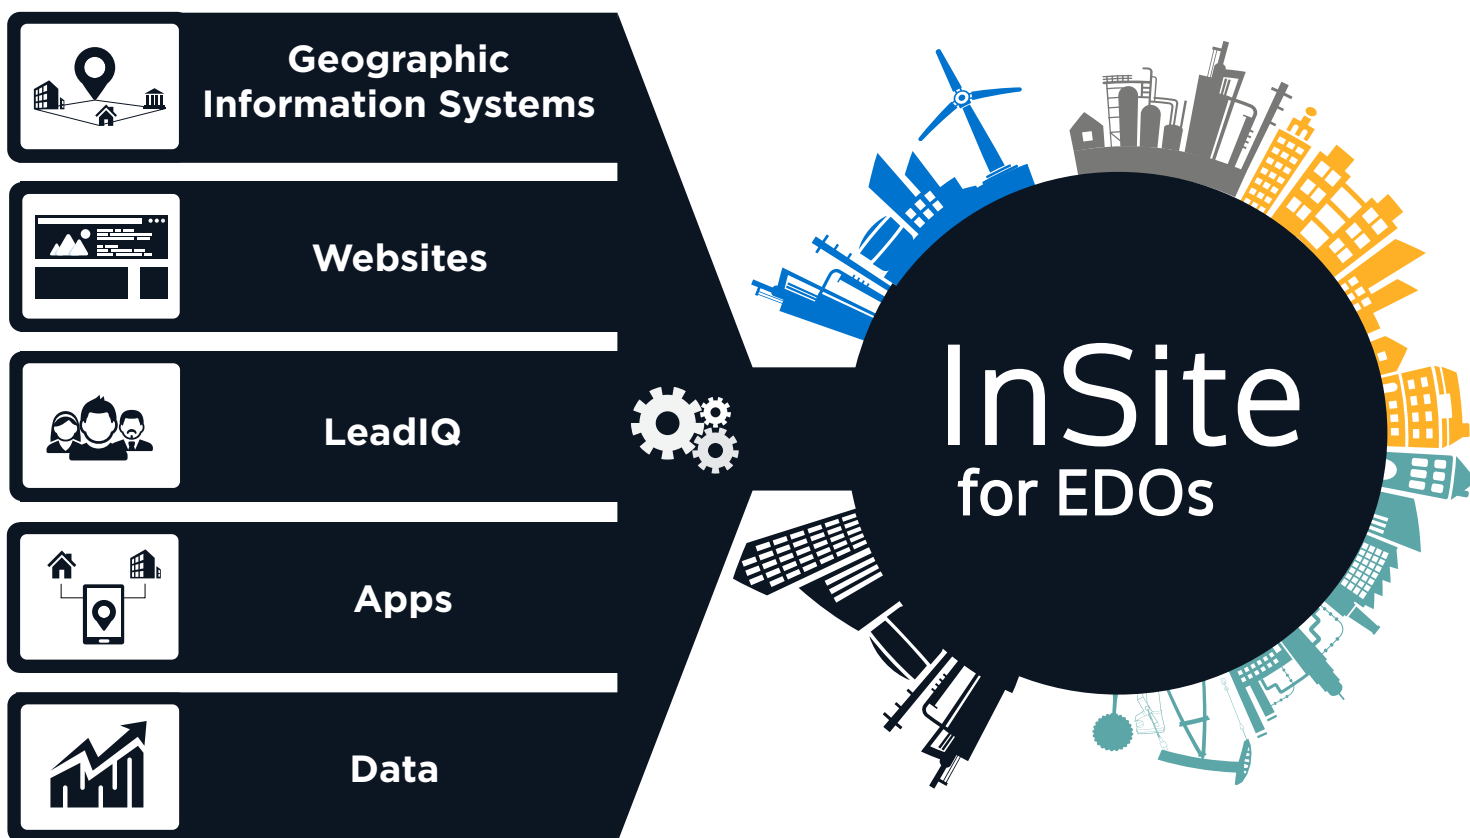 Geographic
Information Systems
Websites
LeadIQ
Apps
Data
InSite
for EDOs